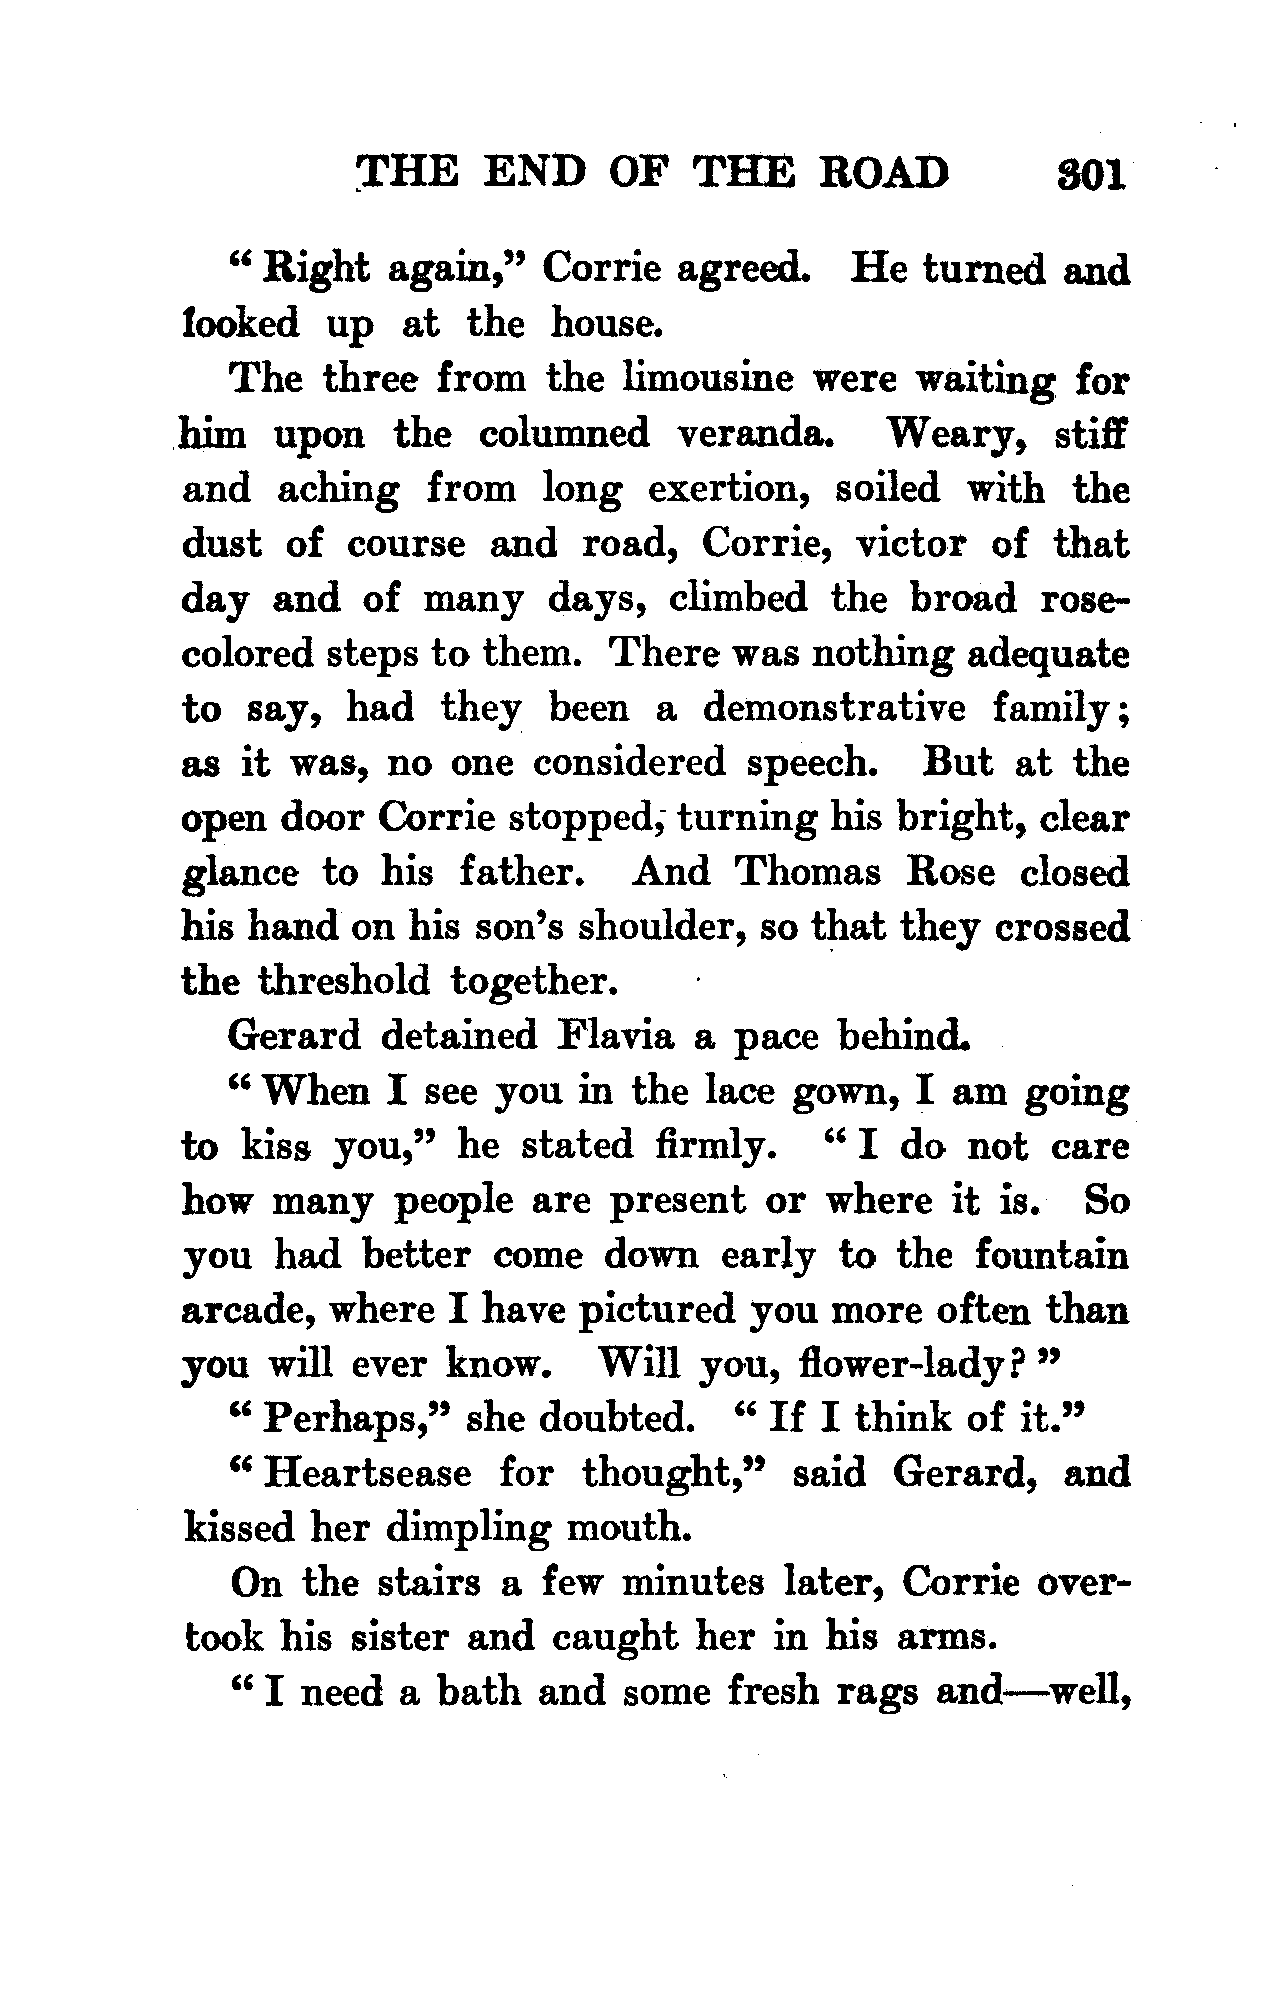 THE END OF THE ROAD 301
“Right again,” Corrie agreed. He turned and
looked up at the house.
The three from the limousine were waiting for
him upon the columned veranda. Weary, stiff
and aching from long exertion, soiled with the
dust of course and road, Corrie, victor of that
day and of many days, climbed the broad rose-
colored steps to them. There was nothing adequate
to say, had they been a demonstrative family;
as it was, no one considered speech. But at the
open door Corrie stopped, turning his bright, clear
glance to his father. And Thomas Rose closed
his hand on his son’s shoulder, so that they crossed
the threshold together.
Gerard detained Flavia a pace behind.
“When I see you in the lace gown, I am going
to kiss you,” he stated firmly. “I do not care
how many people are present or where it is. So
you had better come down early to the fountain
arcade, where I have pictured you more often than
you will ever know. Will you, flower-lady?”
“Perhaps,” she doubted. “If I think of it.”
“Heartsease for thought,” said Gerard, and
kissed her dimpling mouth.
On the stairs a few minutes later, Corrie over-
took his sister and caught her in his arms.
“I need a bath and some fresh rags and—well,